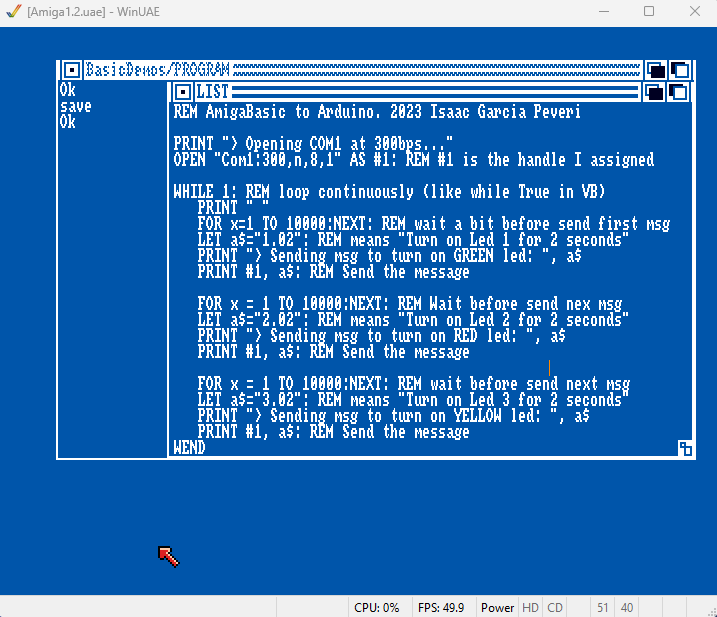 [Amiga1.2.uae] - WinUAE
BasicDemos/PROGRAM
Ok
save
Ok
LIST
REM AmigaBasic to Arduino. 2023 Isaac Garcia Peveri
PRINT "> Opening COM1 at 300bps..."
OPEN "Com1:300,n,8,1" AS #1: REM #1 is the handle I assigned
WHILE 1: REM loop continuously (like while True in VB)
PRINT " "
FOR x=1 TO 10000:NEXT: REM wait a bit before send first msg
LET a$="1.02": REM means "Turn on Led 1 for 2 seconds"
PRINT "> Sending msg to turn on GREEN led: ", a$
PRINT #1, a$: REM Send the message
FOR x = 1 TO 10000:NEXT: REM Wait before send nex msg
LET a$="2.02": REM means "Turn on Led 2 for 2 seconds"
PRINT "> Sending msg to turn on RED led: ", a$
PRINT #1, a$: REM Send the message
FOR x = 1 TO 10000:NEXT: REM wait before send next msg
LET a$="3.02": REM means "Turn on Led 3 for 2 seconds"
PRINT "> Sending msg to turn on YELLOW led: ", a$
PRINT #1, a$: REM Send the message
WEND
CPU: 0% FPS: 49.9 Power HD CD 51 40